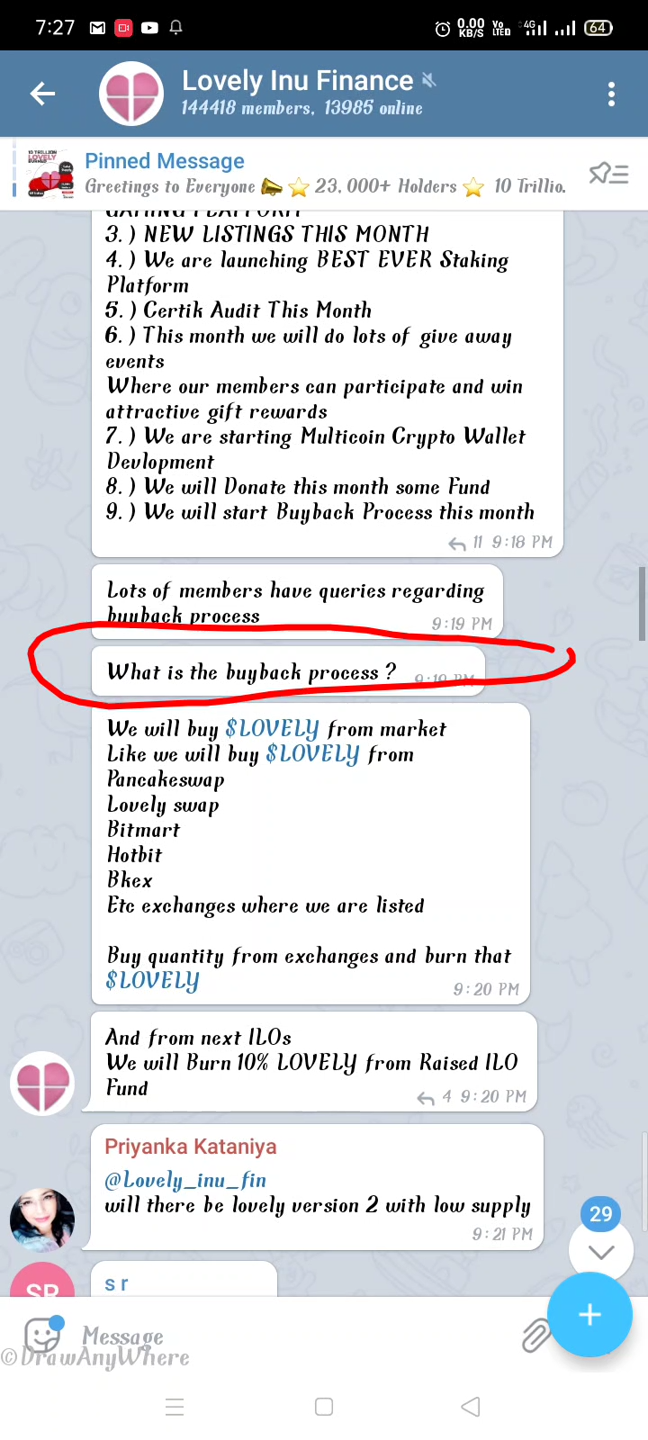 7:27
0.00 KB/S
Vo LTE
4G
64
Lovely Inu Finance
144418 members, 13985 online
Pinned Message
Greetings to Everyone 📣 ⭐ 23,000+ Holders ⭐ 10 Trillio.
GAMING PLATFORM
3. ) NEW LISTINGS THIS MONTH
4. ) We are launching BEST EVER Staking
Platform
5. ) Certik Audit This Month
6. ) This month we will do lots of give away
events
Where our members can participate and win
attractive gift rewards
7. ) We are starting Multicoin Crypto Wallet
Devlopment
8. ) We will Donate this month some Fund
9. ) We will start Buyback Process this month
11 9:18 PM
Lots of members have queries regarding
buyback process
9:19 PM
What is the buyback process ?
9:19 PM
We will buy $LOVELY from market
Like we will buy $LOVELY from
Pancakeswap
Lovely swap
Bitmart
Hotbit
Bkex
Etc exchanges where we are listed
Buy quantity from exchanges and burn that
$LOVELY
9:20 PM
And from next ILOs
We will Burn 10% LOVELY from Raised ILO
Fund
4 9:20 PM
Priyanka Kataniya
@Lovely_inu_fin
will there be lovely version 2 with low supply
9:21 PM
29
SR
s r
Message
©DrawAnyWhere